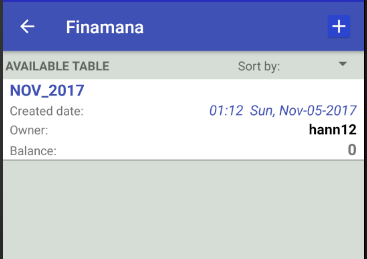 Finamana
AVAILABLE TABLE Sort by:
NOV_2017
Created date: 01:12 Sun, Nov-05-2017
Owner: hann12
Balance: 0